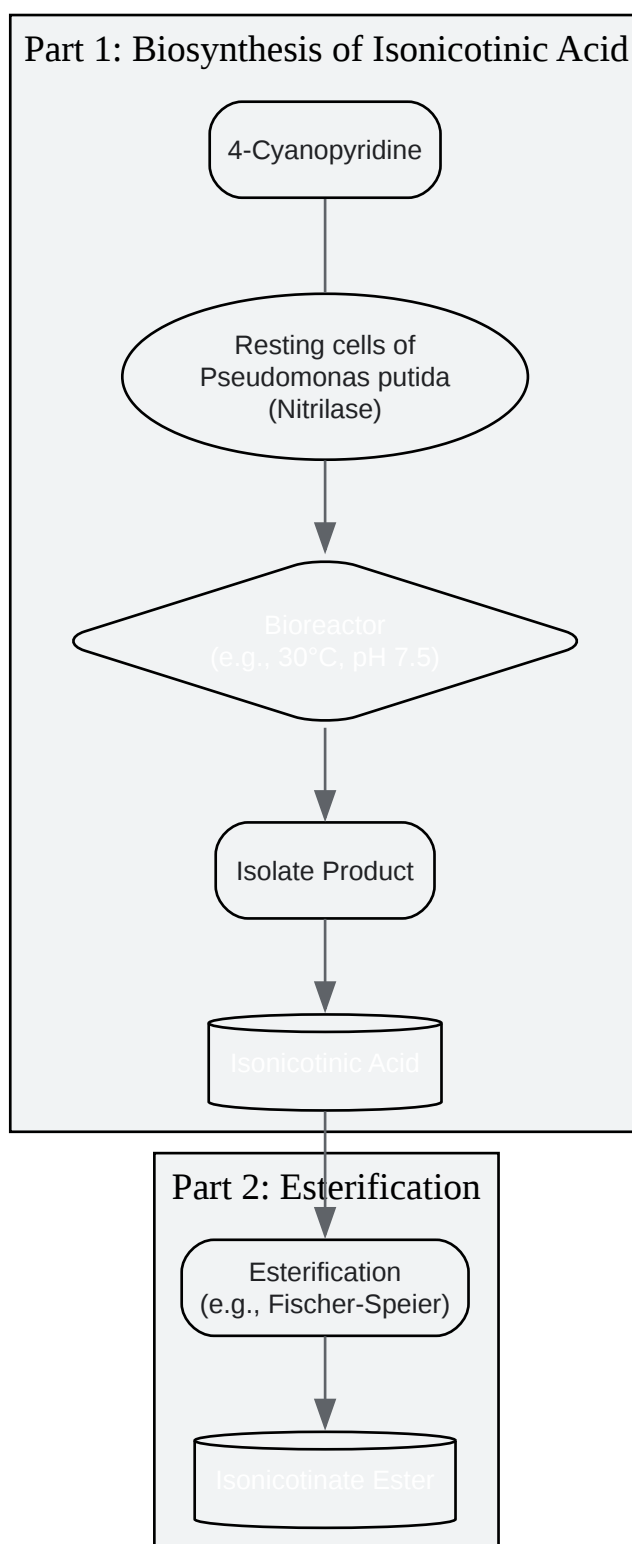 Part 1: Biosynthesis of Isonicotinic Acid
4-Cyanopyridine
Resting cells of
Pseudomonas putida
(Nitrilase)
Bioreactor
(e.g., 30°C, pH 7.5)
Isolate Product
Isonicotinic Acid
Part 2: Esterification
Esterification
(e.g., Fischer-Speier)
Isonicotinate Ester